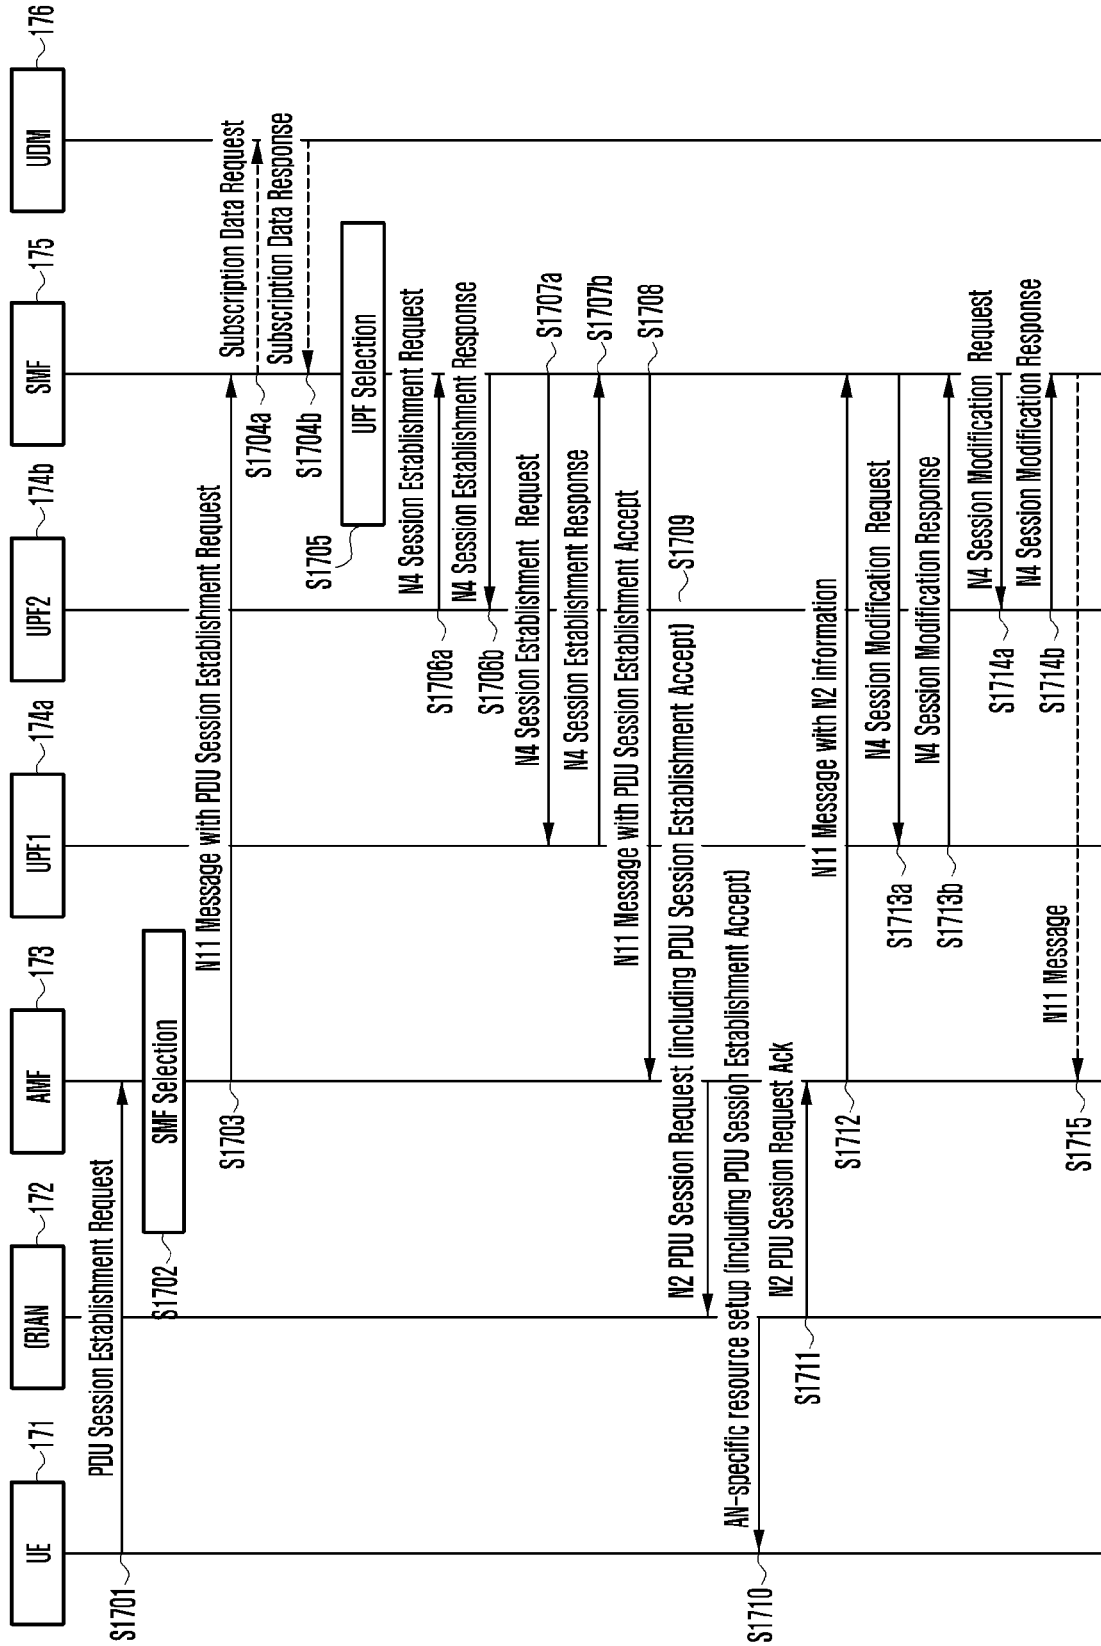 UE
171
(R)AN
172
AMF
173
UPF1
174a
UPF2
174b
SMF
175
UDM
176
PDU Session Establishment Request
S1701
SMF Selection
S1702
N11 Message with PDU Session Establishment Request
S1703
Subscription Data Request
S1704a
Subscription Data Response
S1704b
UPF Selection
S1705
N4 Session Establishment Request
S1706a
N4 Session Establishment Response
S1706b
N4 Session Establishment Request
S1707a
N4 Session Establishment Response
S1707b
N11 Message with PDU Session Establishment Accept
S1708
N2 PDU Session Request (including PDU Session Establishment Accept)
S1709
AN-specific resource setup (including PDU Session Establishment Accept)
S1710
N2 PDU Session Request Ack
S1711
N11 Message with N2 information
S1712
N4 Session Modification Request
S1713a
N4 Session Modification Response
S1713b
N4 Session Modification Request
S1714a
N4 Session Modification Response
S1714b
N11 Message
S1715